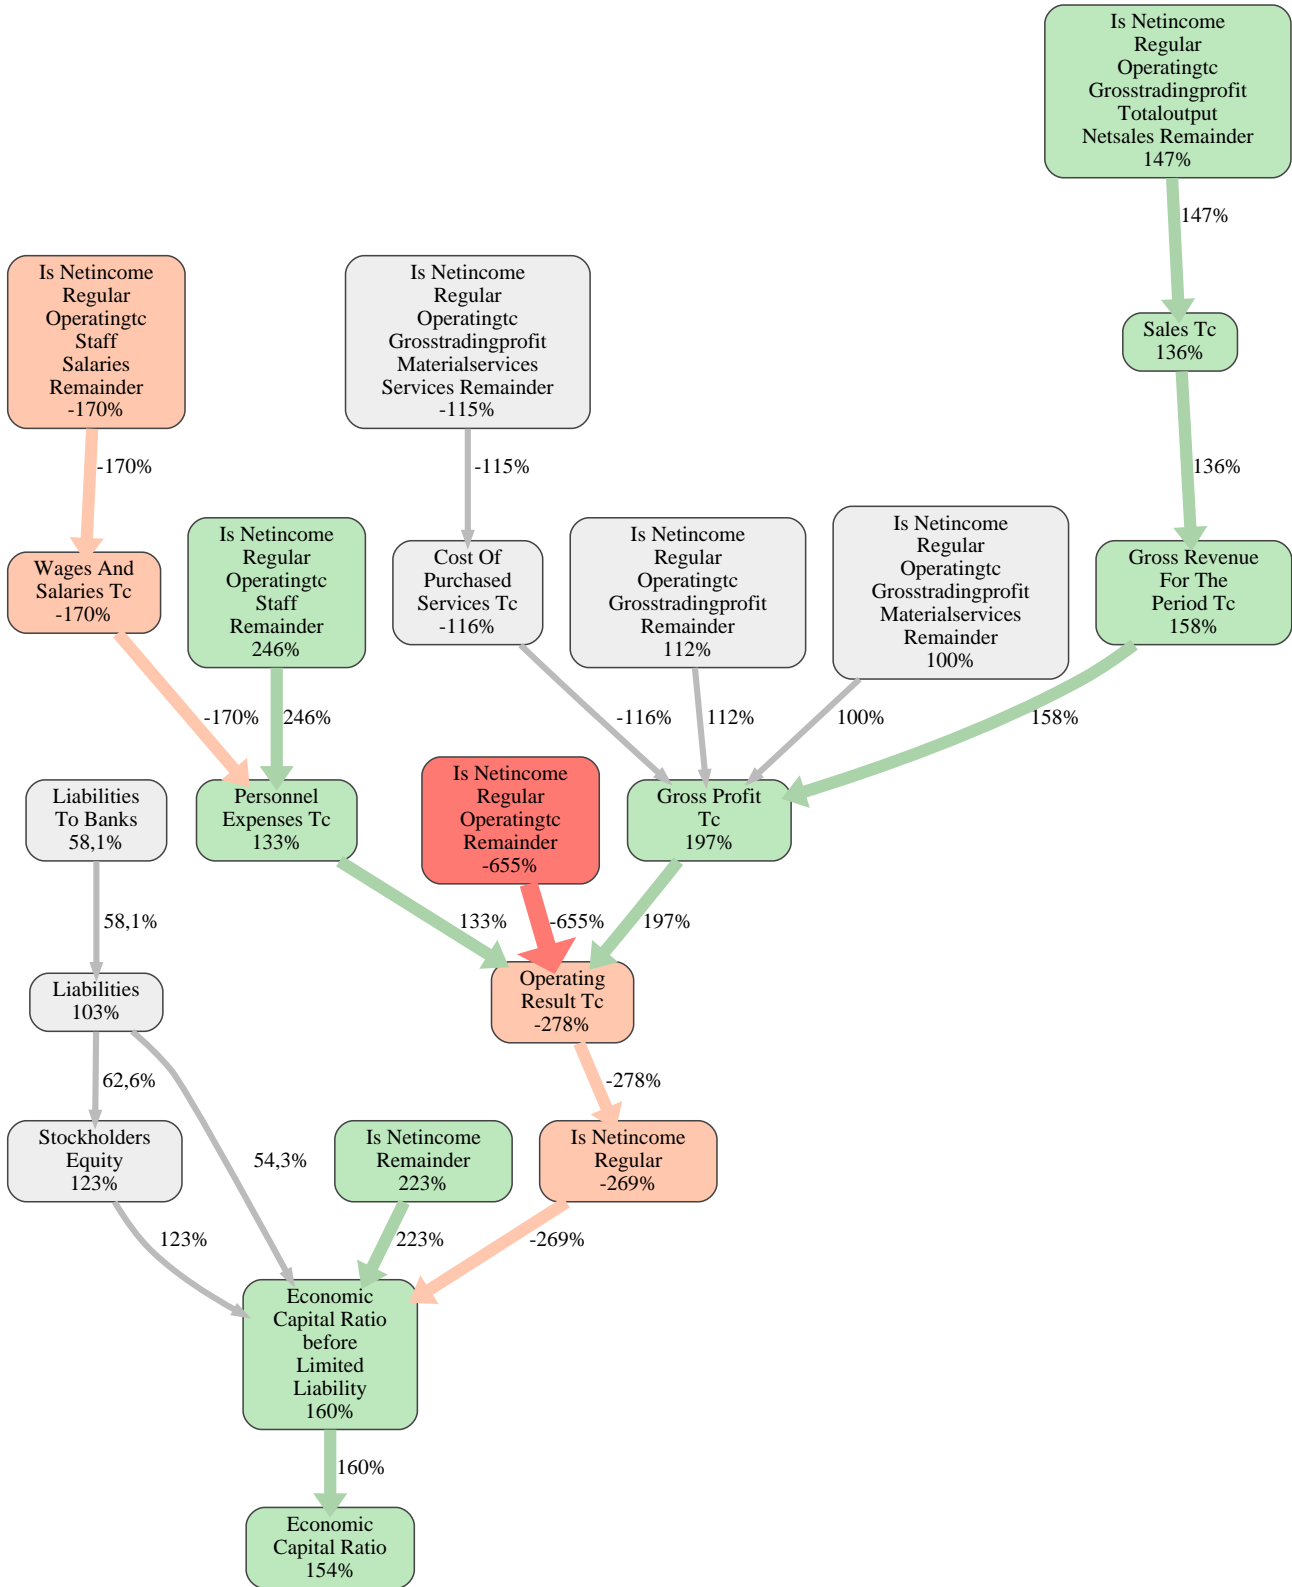 Is Netincome
Regular
Operatingtc
Grosstradingprofit
Totaloutput
Netsales Remainder
147%
147%
Is Netincome
Regular
Operatingtc
Staff
Salaries
Remainder
-170%
Is Netincome
Regular
Operatingtc
Grosstradingprofit
Materialservices
Services Remainder
-115%
Sales Tc
136%
-170%
-115%
136%
Wages And
Salaries Tc
-170%
Is Netincome
Regular
Operatingtc
Staff
Remainder
246%
Cost Of
Purchased
Services Tc
-116%
Is Netincome
Regular
Operatingtc
Grosstradingprofit
Remainder
112%
Is Netincome
Regular
Operatingtc
Grosstradingprofit
Materialservices
Remainder
100%
Gross Revenue
For The
Period Tc
158%
-170%
246%
-116%
112%
100%
158%
Liabilities
To Banks
58,1%
Personnel
Expenses Tc
133%
Is Netincome
Regular
Operatingtc
Remainder
-655%
Gross Profit
Tc
197%
58,1%
133%
-655%
197%
Liabilities
103%
Operating
Result Tc
-278%
62,6%
-278%
Stockholders
Equity
123%
54,3%
Is Netincome
Remainder
223%
Is Netincome
Regular
-269%
123%
223%
-269%
Economic
Capital Ratio
before
Limited
Liability
160%
160%
Economic
Capital Ratio
154%